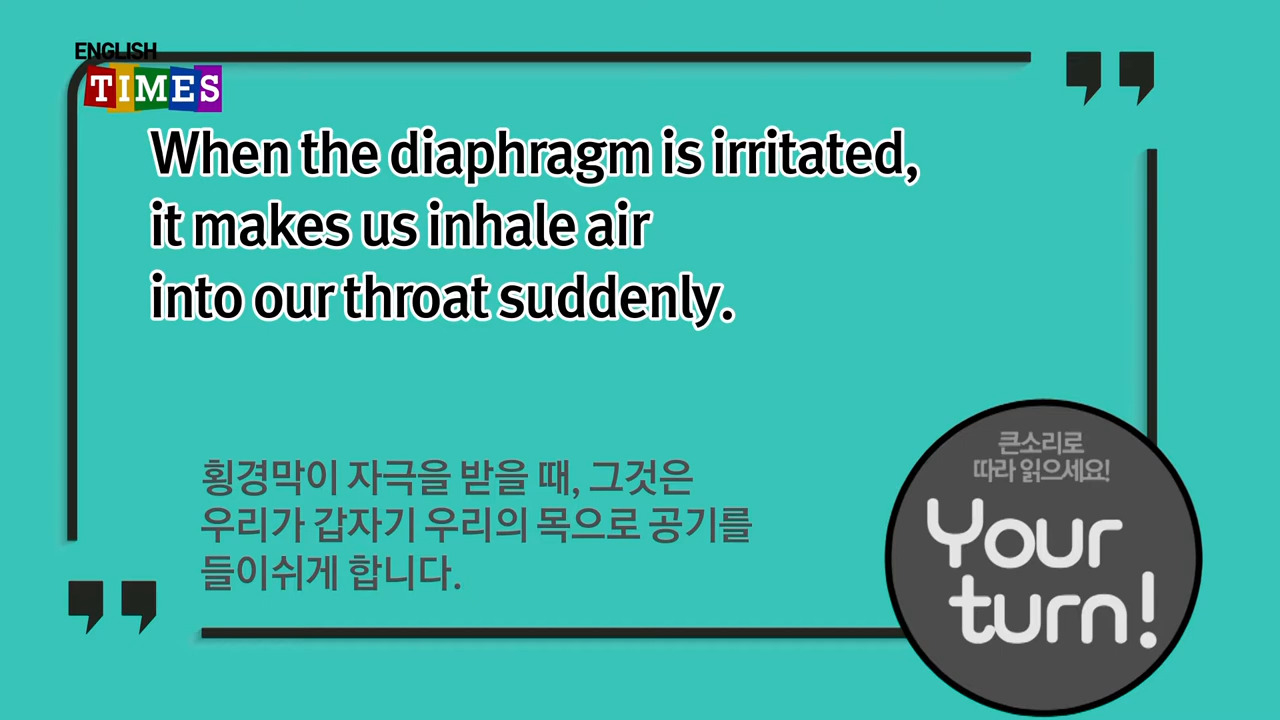 ENGLISH
TIMES
When the diaphragm is irritated,
it makes us inhale air
into our throat suddenly.
횡경막이 자극을 받을 때, 그것은
우리가 갑자기 우리의 목으로 공기를
들이쉬게 합니다.
큰소리로
따라 읽으세요!
Your
turn!